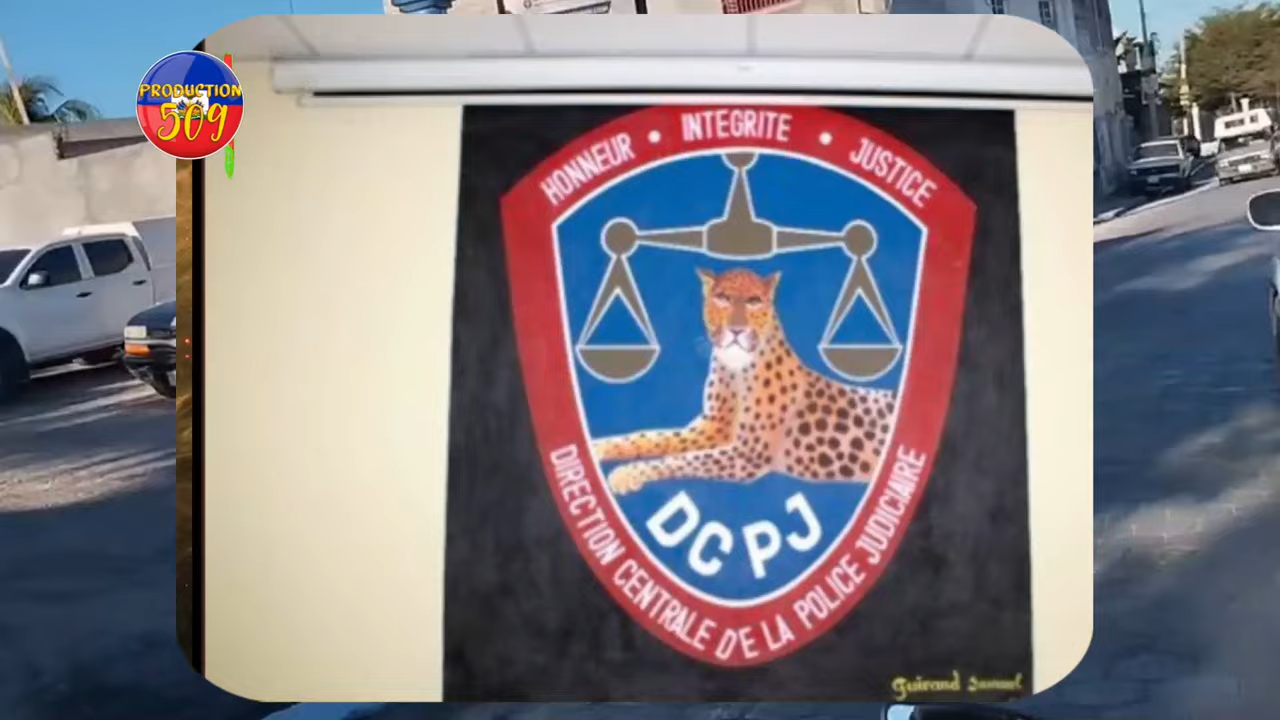 PRODUCTION
509
HONNEUR • INTEGRITE • JUSTICE
DCPJ
DIRECTION CENTRALE DE LA POLICE JUDICIAIRE
Guirand Samuel